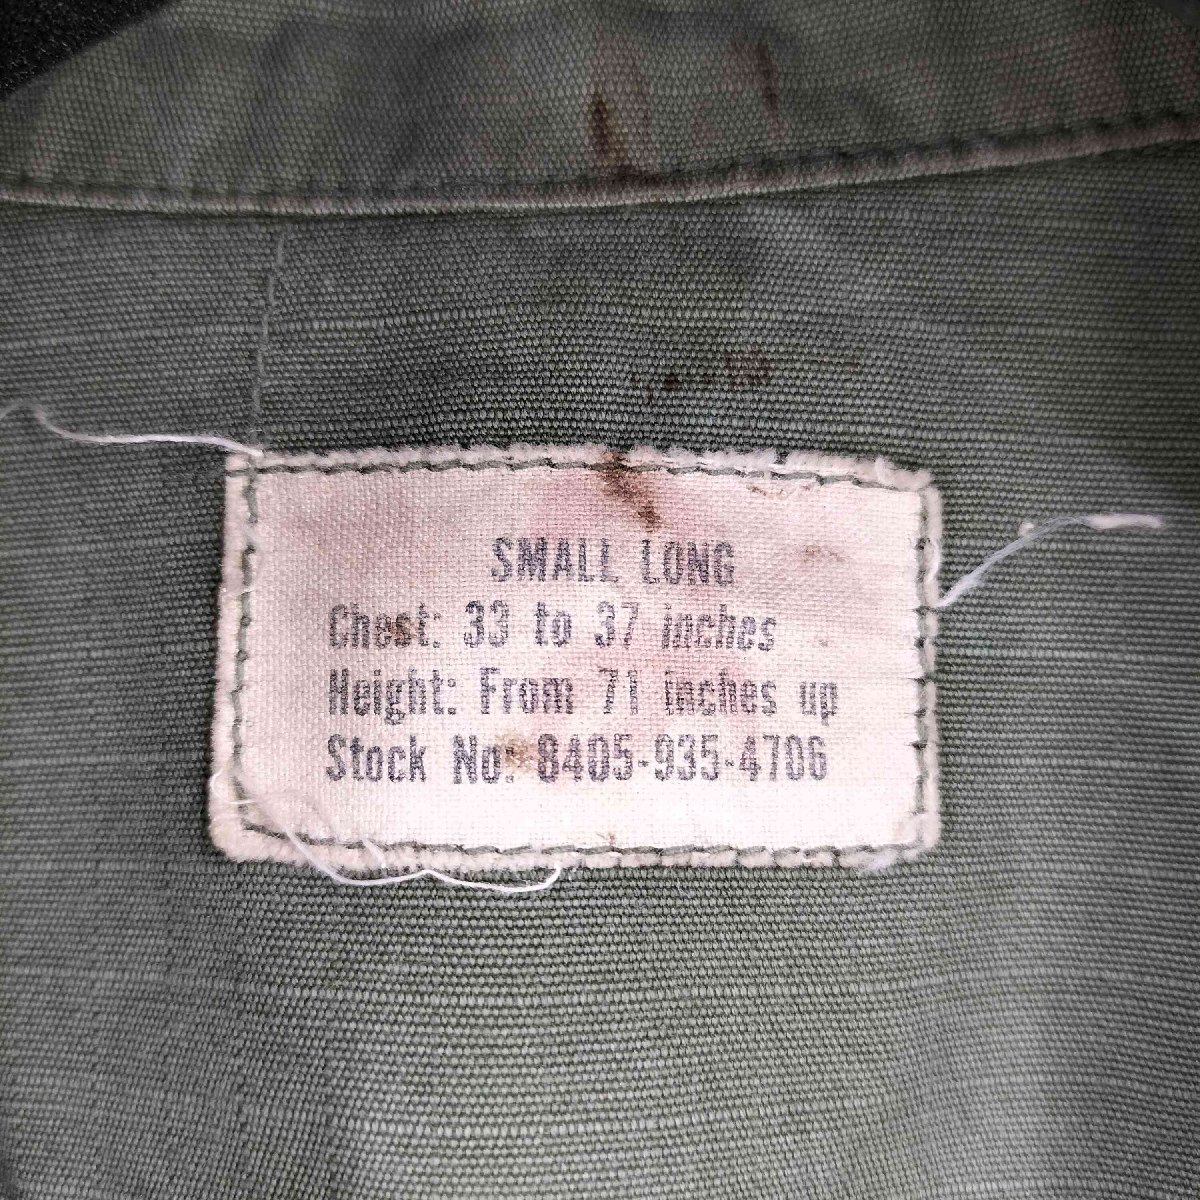 SMALL LONG
Chest: 33 to 37 inches
Height: From 71 inches up
Stock No: 8405-935-4706